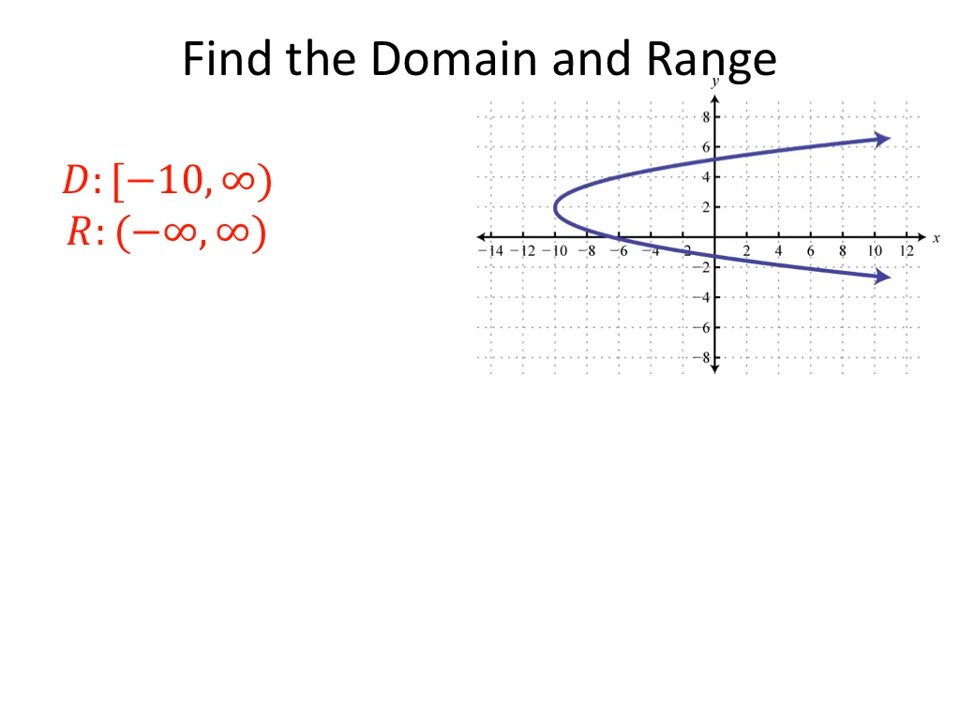 Find the Domain and Range
D: [−10, ∞)
R: (−∞, ∞)
y
8
6
4
2
−14 −12 −10 −8 −6 −4 −2 2 4 6 8 10 12 x
−2
−4
−6
−8